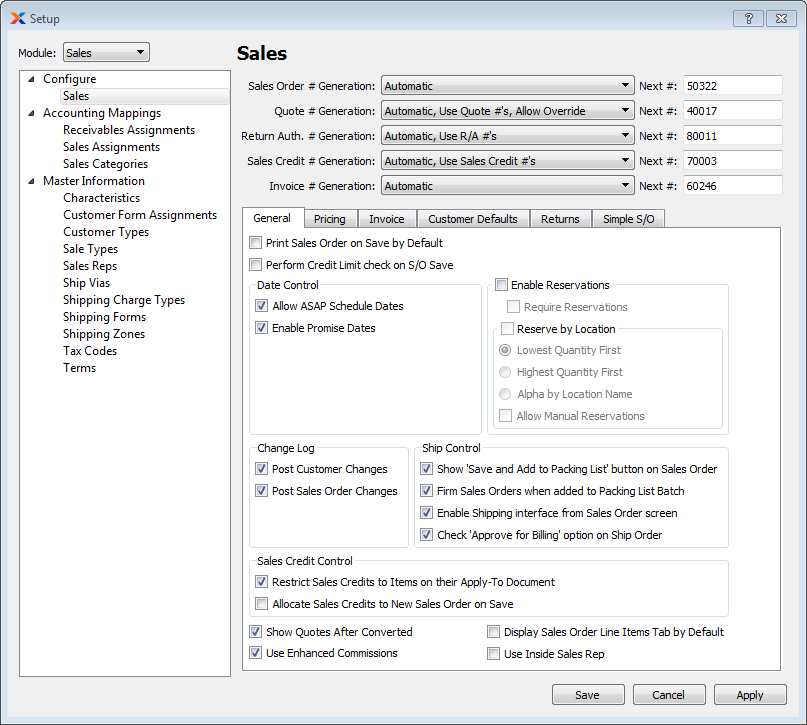 Setup
Module: Sales
Configure
Sales
Accounting Mappings
Receivables Assignments
Sales Assignments
Sales Categories
Master Information
Characteristics
Customer Form Assignments
Customer Types
Sale Types
Sales Reps
Ship Vias
Shipping Charge Types
Shipping Forms
Shipping Zones
Tax Codes
Terms
Sales
Sales Order # Generation: Automatic Next #: 50322
Quote # Generation: Automatic, Use Quote #'s, Allow Override Next #: 40017
Return Auth. # Generation: Automatic, Use R/A #'s Next #: 80011
Sales Credit # Generation: Automatic, Use Sales Credit #'s Next #: 70003
Invoice # Generation: Automatic Next #: 60246
General Pricing Invoice Customer Defaults Returns Simple S/O
Print Sales Order on Save by Default
Perform Credit Limit check on S/O Save
Date Control
Allow ASAP Schedule Dates
Enable Promise Dates
Enable Reservations
Require Reservations
Reserve by Location
Lowest Quantity First
Highest Quantity First
Alpha by Location Name
Allow Manual Reservations
Change Log
Post Customer Changes
Post Sales Order Changes
Ship Control
Show 'Save and Add to Packing List' button on Sales Order
Firm Sales Orders when added to Packing List Batch
Enable Shipping interface from Sales Order screen
Check 'Approve for Billing' option on Ship Order
Sales Credit Control
Restrict Sales Credits to Items on their Apply-To Document
Allocate Sales Credits to New Sales Order on Save
Show Quotes After Converted
Display Sales Order Line Items Tab by Default
Use Enhanced Commissions
Use Inside Sales Rep
Save Cancel Apply